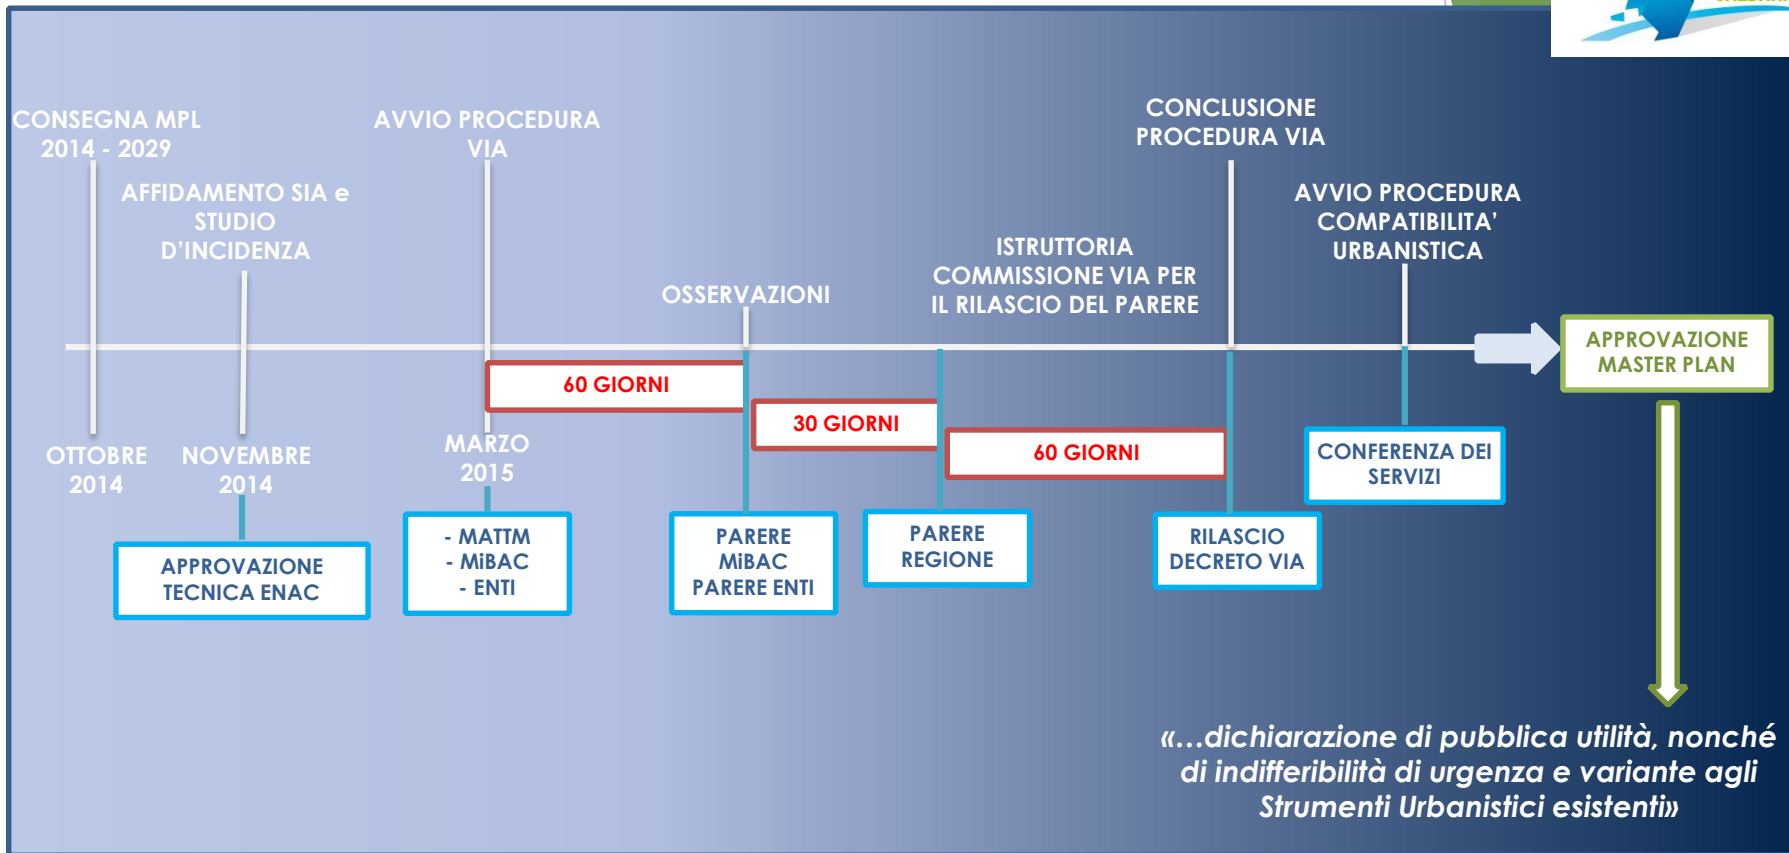 CONSEGNA MPL
2014 - 2029
AFFIDAMENTO SIA e
STUDIO
D'INCIDENZA
AVVIO PROCEDURA
VIA
OSSERVAZIONI
ISTRUTTORIA
COMMISSIONE VIA PER
IL RILASCIO DEL PARERE
CONCLUSIONE
PROCEDURA VIA
AVVIO PROCEDURA
COMPATIBILITA'
URBANISTICA
APPROVAZIONE
MASTER PLAN
60 GIORNI
30 GIORNI
60 GIORNI
OTTOBRE
2014
NOVEMBRE
2014
MARZO
2015
CONFERENZA DEI
SERVIZI
APPROVAZIONE
TECNICA ENAC
- MATTM
- MiBAC
- ENTI
PARERE
MiBAC
PARERE ENTI
PARERE
REGIONE
RILASCIO
DECRETO VIA
«...dichiarazione di pubblica utilità, nonché
di indifferibilità di urgenza e variante agli
Strumenti Urbanistici esistenti»